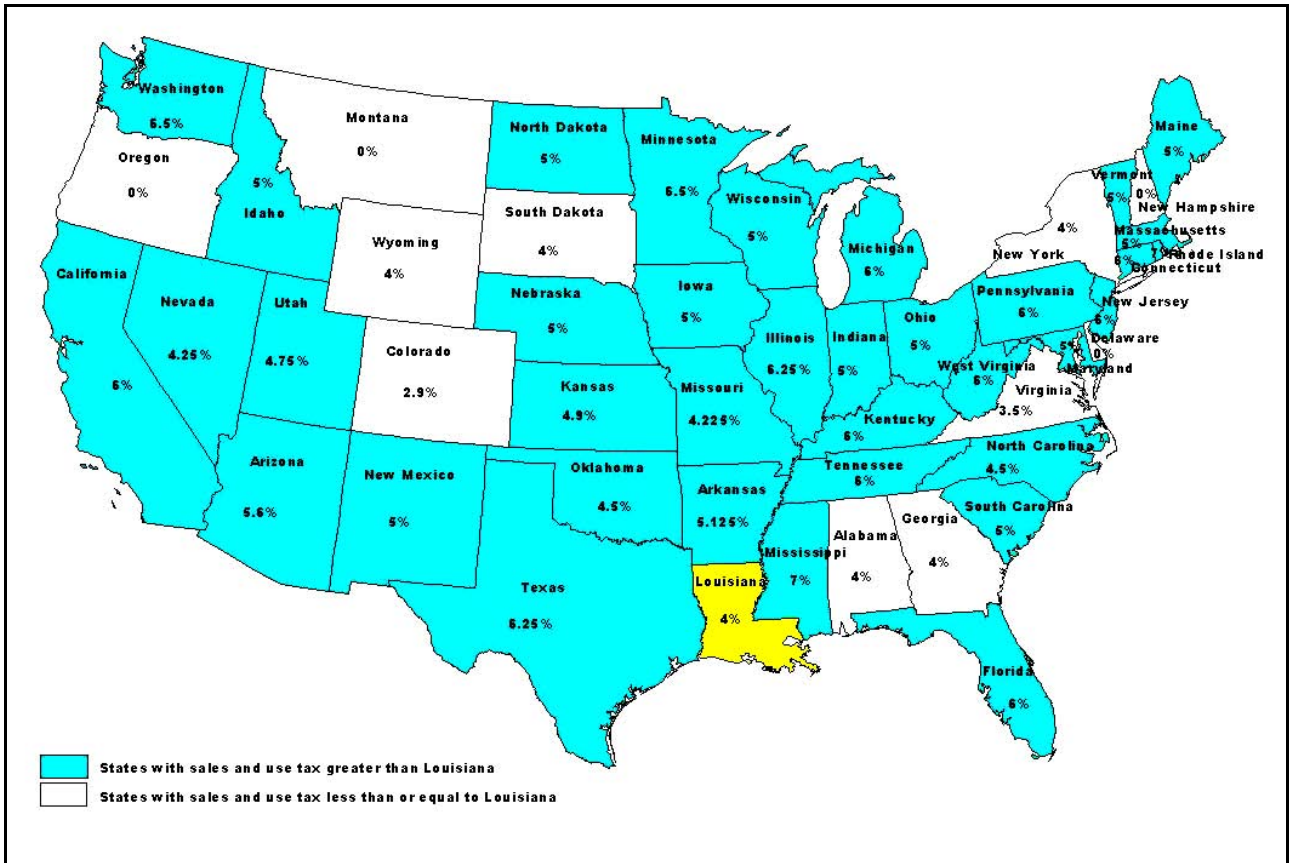 Washington
6.5%
Oregon
0%
Idaho
5%
Montana
0%
Wyoming
4%
California
6%
Nevada
4.25%
Utah
4.75%
Colorado
2.9%
Arizona
5.6%
New Mexico
5%
North Dakota
5%
South Dakota
4%
Nebraska
5%
Kansas
4.9%
Oklahoma
4.5%
Texas
6.25%
Minnesota
6.5%
Iowa
5%
Missouri
4.225%
Arkansas
5.125%
Louisiana
4%
Wisconsin
5%
Illinois
6.25%
Michigan
6%
Indiana
5%
Ohio
5%
Kentucky
6%
Tennessee
6%
Mississippi
7%
Alabama
4%
Georgia
4%
Florida
6%
South Carolina
5%
North Carolina
4.5%
Virginia
3.5%
West Virginia
6%
Maryland
5%
Delaware
0%
Pennsylvania
6%
New Jersey
6%
New York
4%
Connecticut
6%
Rhode Island
7%
Massachusetts
5%
Vermont
5%
New Hampshire
0%
Maine
5%
States with sales and use tax greater than Louisiana
States with sales and use tax less than or equal to Louisiana